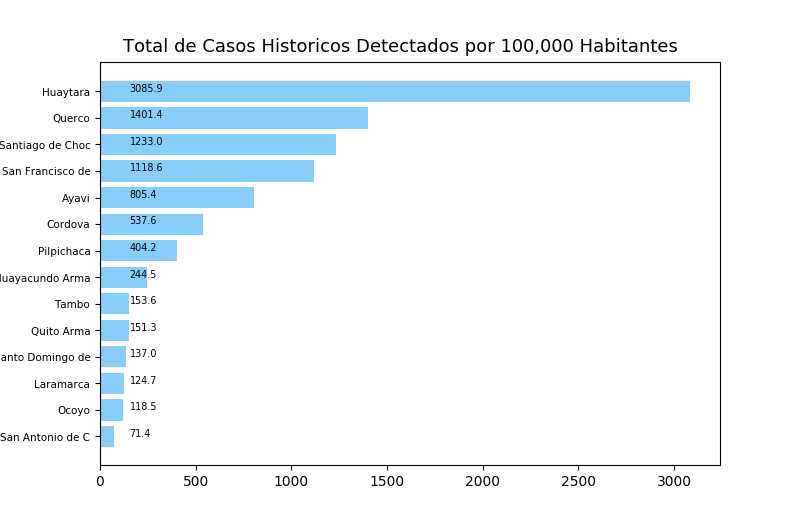 Total de Casos Historicos Detectados por 100,000 Habitantes
Huaytara 3085.9
Querco 1401.4
Santiago de Choc 1233.0
San Francisco de 1118.6
Ayavi 805.4
Cordova 537.6
Pilpichaca 404.2
Arma 244.5
Tambo 153.6
Quito Arma 151.3
Domingo de 137.0
Laramarca 124.7
Ocoyo 118.5
San Antonio de C 71.4
0 500 1000 1500 2000 2500 3000